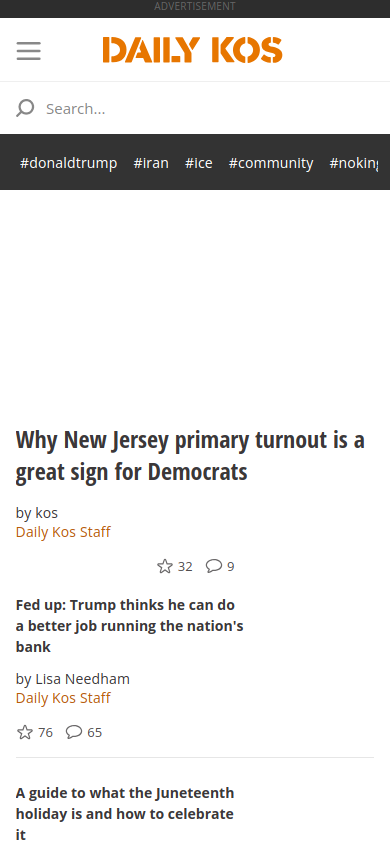 ADVERTISEMENT
DAILY KOS
Search...
#donaldtrump #iran #ice #community #noking
Why New Jersey primary turnout is a
great sign for Democrats
by kos
Daily Kos Staff
32 9
Fed up: Trump thinks he can do
a better job running the nation's
bank
by Lisa Needham
Daily Kos Staff
76 65
A guide to what the Juneteenth
holiday is and how to celebrate
it